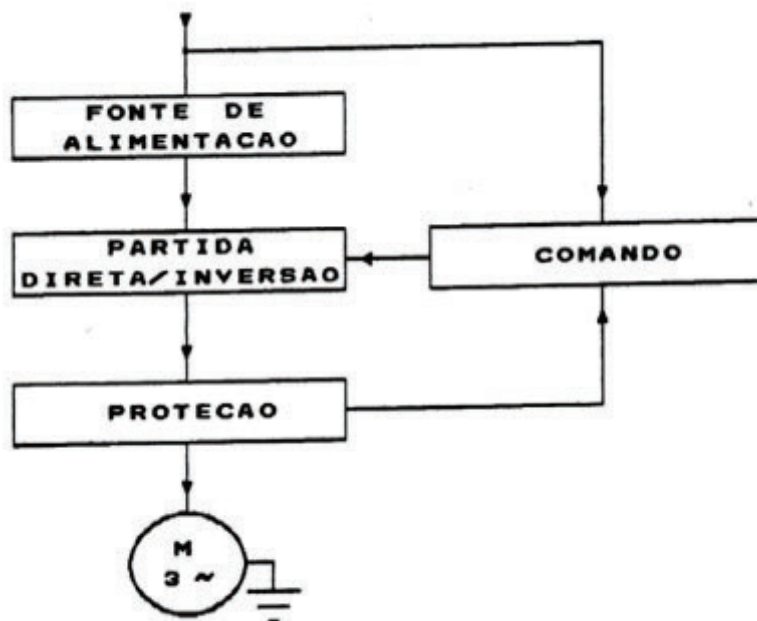 FONTE DE
ALIMENTACAO
PARTIDA
DIRETA/INVERSAO
COMANDO
PROTECAO
M
3 ~